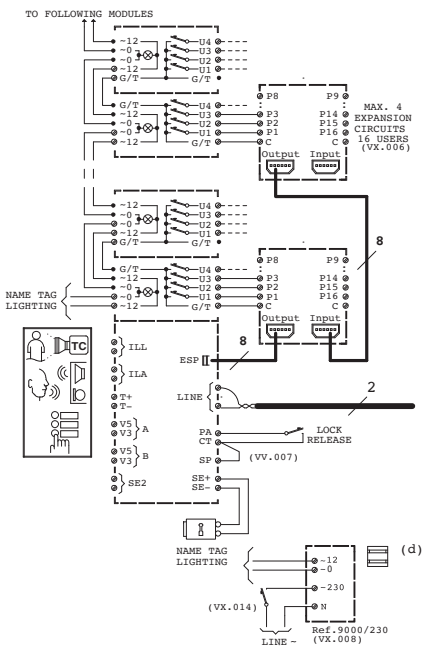 TO FOLLOWING MODULES
~12
~0
~0
~12
G/T
U4
U3
U2
U1
G/T
G/T
~12
~0
~0
~12
U4
U3
U2
U1
G/T
P8
P3
P2
P1
C
Output
P9
P14
P15
P16
C
Input
MAX. 4
EXPANSION
CIRCUITS
16 USERS
(VX.006)
8
~12
~0
~0
~12
G/T
U4
U3
U2
U1
G/T
G/T
~12
~0
~0
~12
U4
U3
U2
U1
G/T
NAME TAG
LIGHTING
P8
P3
P2
P1
C
Output
P9
P14
P15
P16
C
Input
TC
ILL
ILA
T+
T-
V5
V3
A
V5
V3
B
SE2
ESP II
8
LINE
2
PA
CT
SP
SE+
SE-
LOCK
RELEASE
(VV.007)
NAME TAG
LIGHTING
(VX.014)
LINE ~
~12
~0
~230
N
Ref.9000/230
(VX.008)
(d)